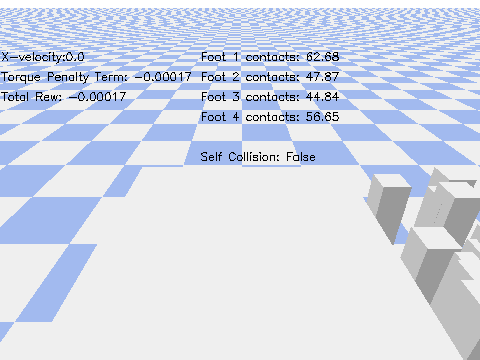 X-velocity:0.0 Foot 1 contacts: 62.68
Torque Penalty Term: -0.00017 Foot 2 contacts: 47.87
Total Rew: -0.00017 Foot 3 contacts: 44.84
Foot 4 contacts: 56.65
Self Collision: False